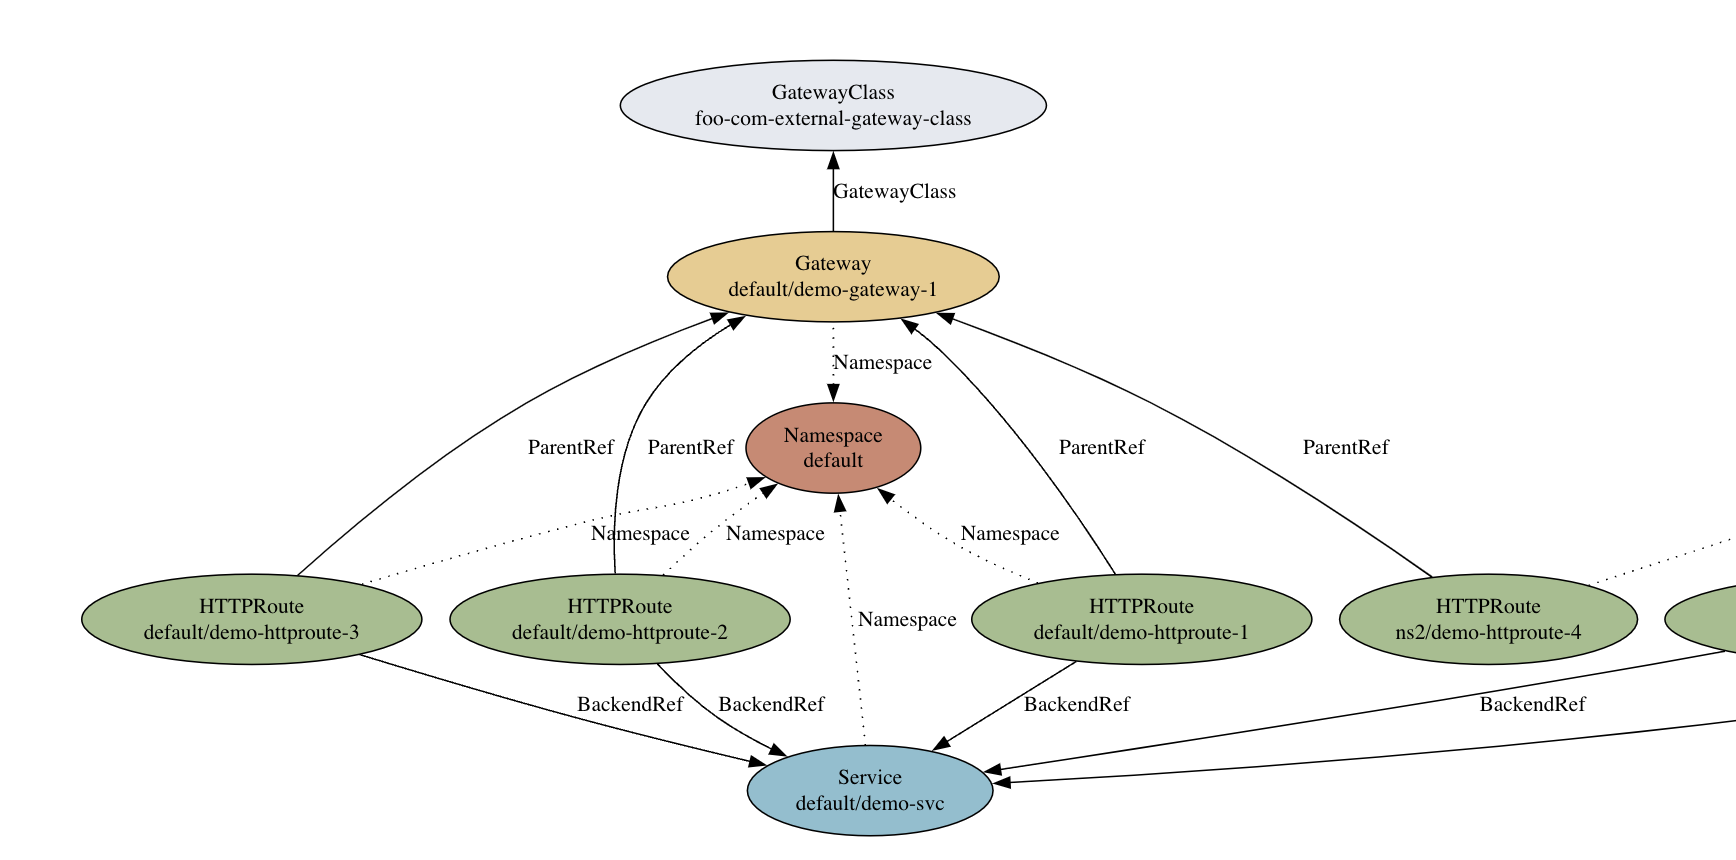 GatewayClass
foo-com-external-gateway-class
GatewayClass
Gateway
default/demo-gateway-1
Namespace
ParentRef
ParentRef
Namespace
default
ParentRef
ParentRef
Namespace
Namespace
Namespace
HTTPRoute
default/demo-httproute-3
HTTPRoute
default/demo-httproute-2
Namespace
HTTPRoute
default/demo-httproute-1
HTTPRoute
ns2/demo-httproute-4
BackendRef
BackendRef
BackendRef
BackendRef
Service
default/demo-svc